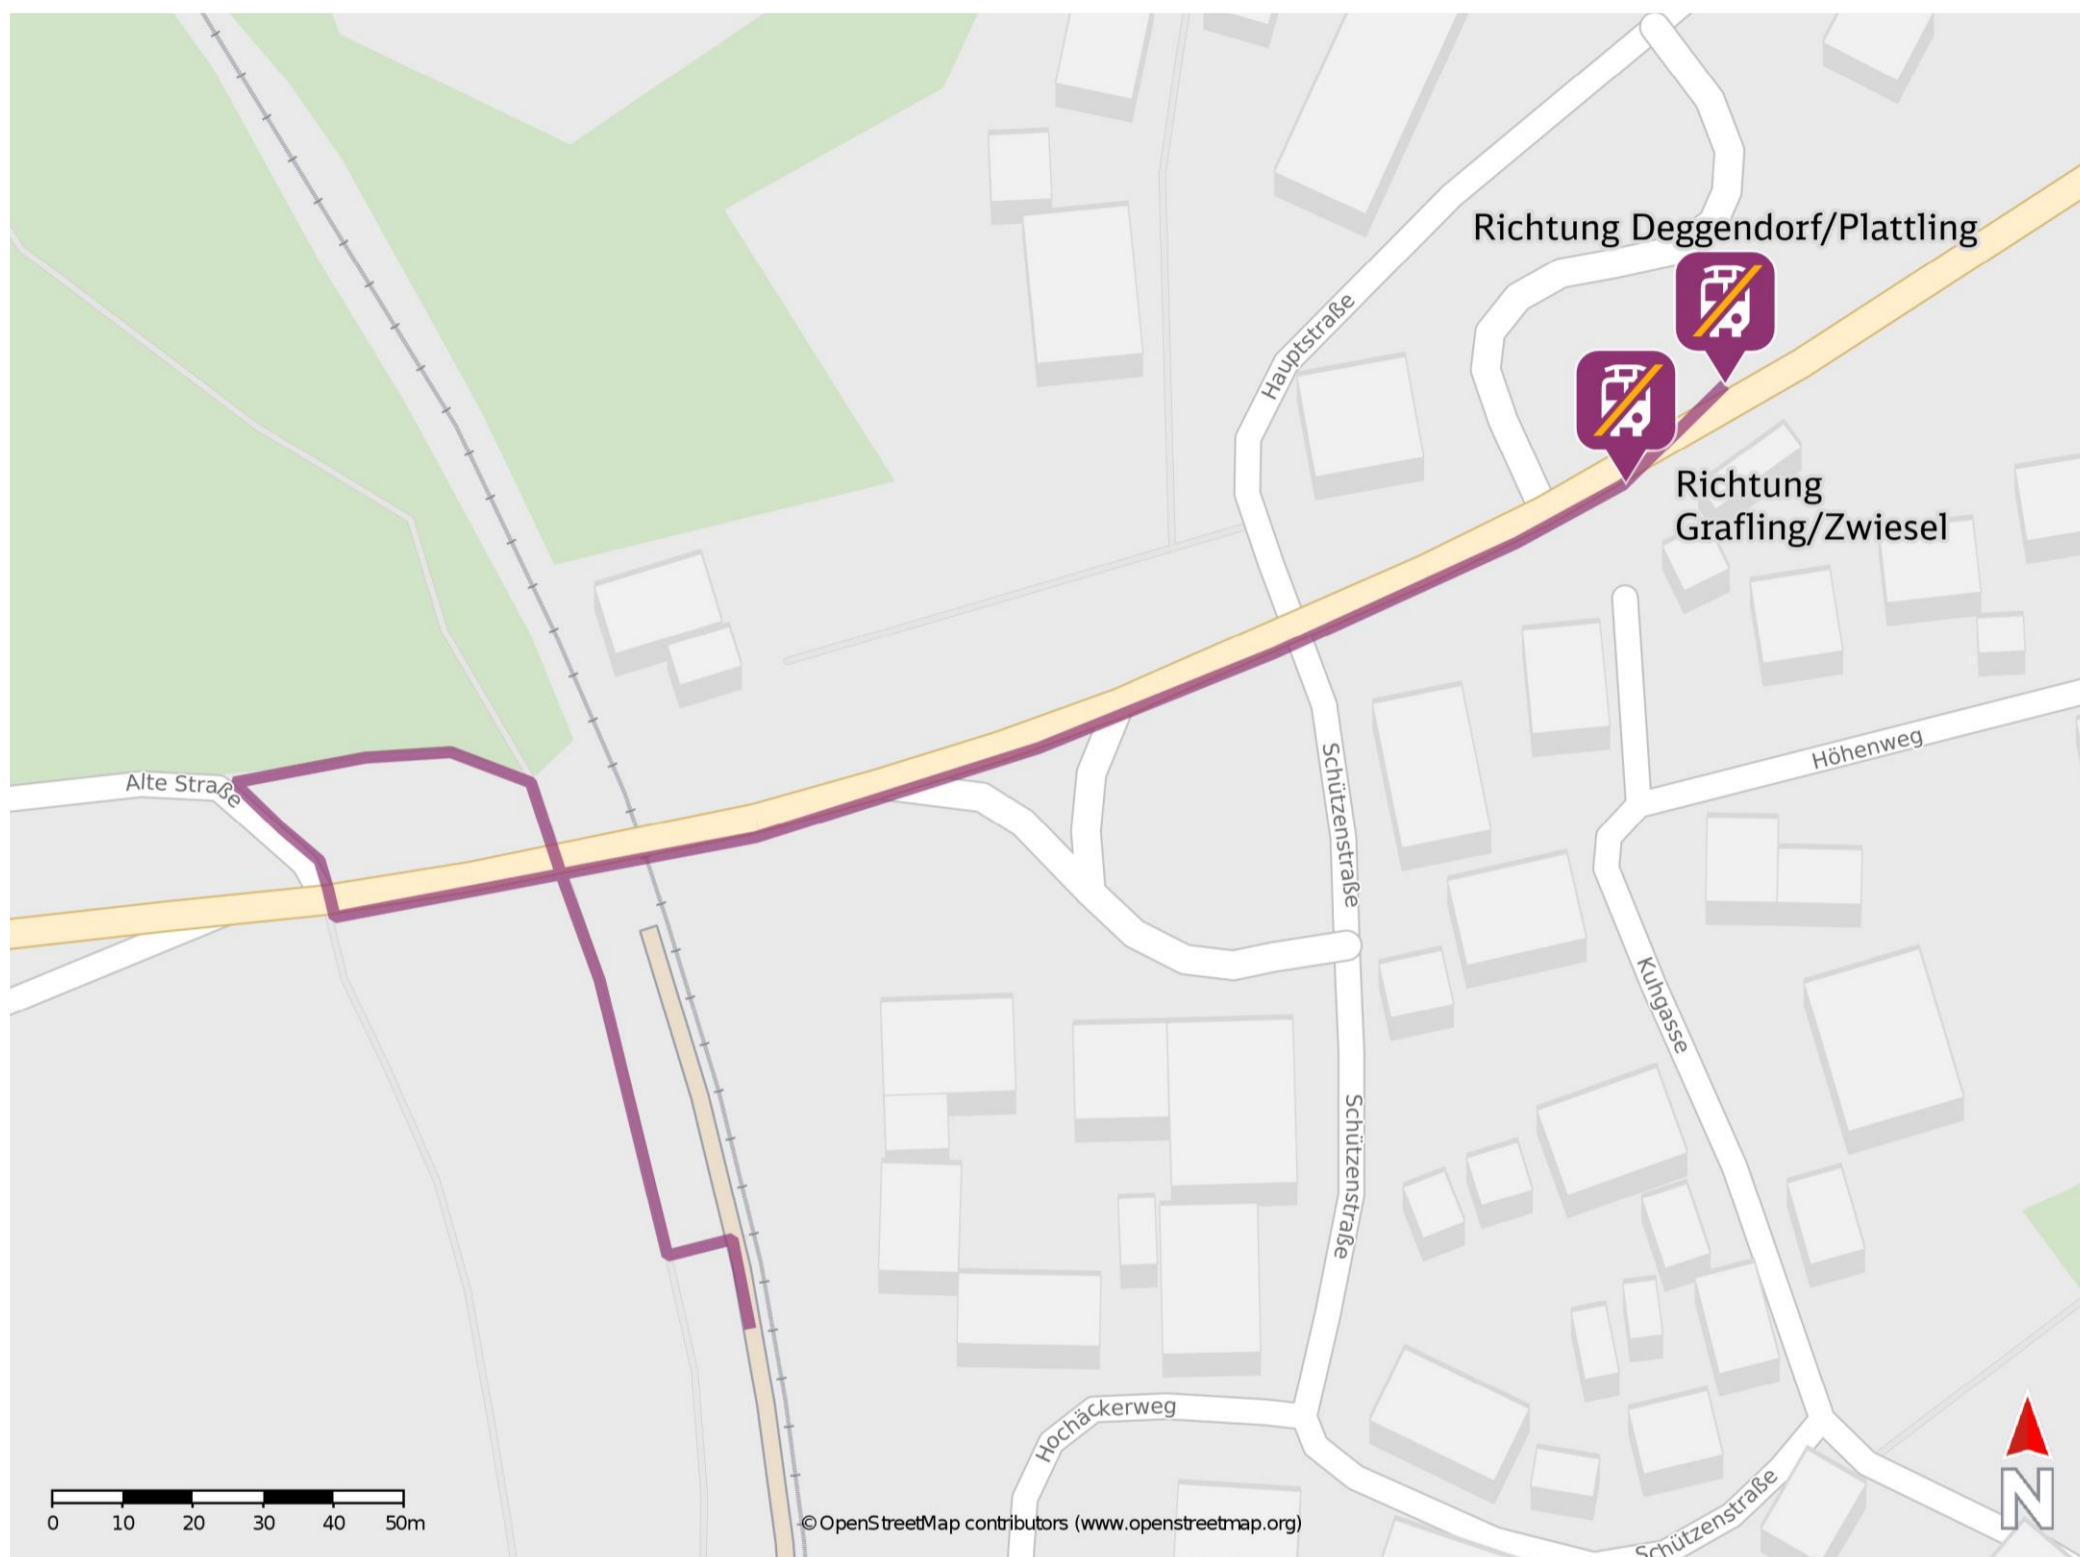 Richtung Deggendorf/Plattling
Hauptstraße
Richtung
Grafling/Zwiesel
Alte Straße
Schützenstraße
Höhenweg
Kuhgasse
Schützenstraße
Hochäckerweg
Schützenstraße
0 10 20 30 40 50m
© OpenStreetMap contributors (www.openstreetmap.org)
N